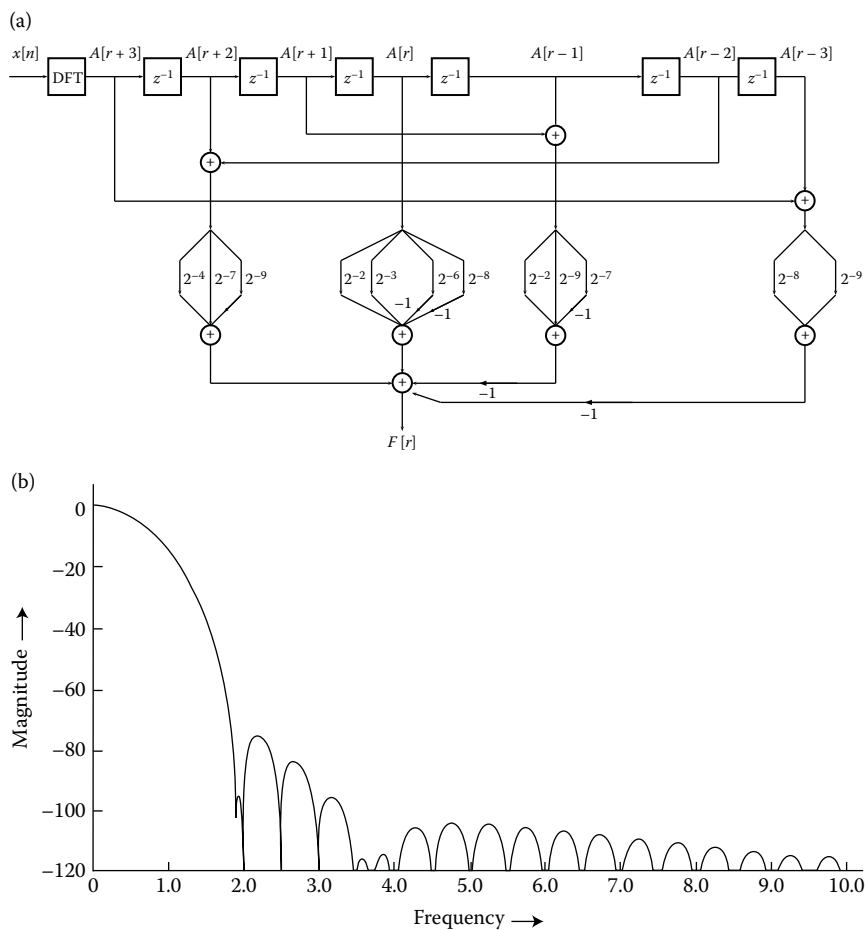 (a)
x[n] A[r + 3] A[r + 2] A[r + 1] A[r] A[r − 1] A[r − 2] A[r − 3]
DFT z⁻¹ z⁻¹ z⁻¹ z⁻¹ z⁻¹ z⁻¹
+
+
+
2⁻⁴ 2⁻⁷ 2⁻⁹ 2⁻² 2⁻³ 2⁻⁶ 2⁻⁸ 2⁻² 2⁻⁹ 2⁻⁷ 2⁻⁸ 2⁻⁹
−1 −1 −1
+ + + +
+ −1
−1
F [r]
(b)
0
−20
−40
−60
−80
−100
−120
Magnitude
0 1.0 2.0 3.0 4.0 5.0 6.0 7.0 8.0 9.0 10.0
Frequency